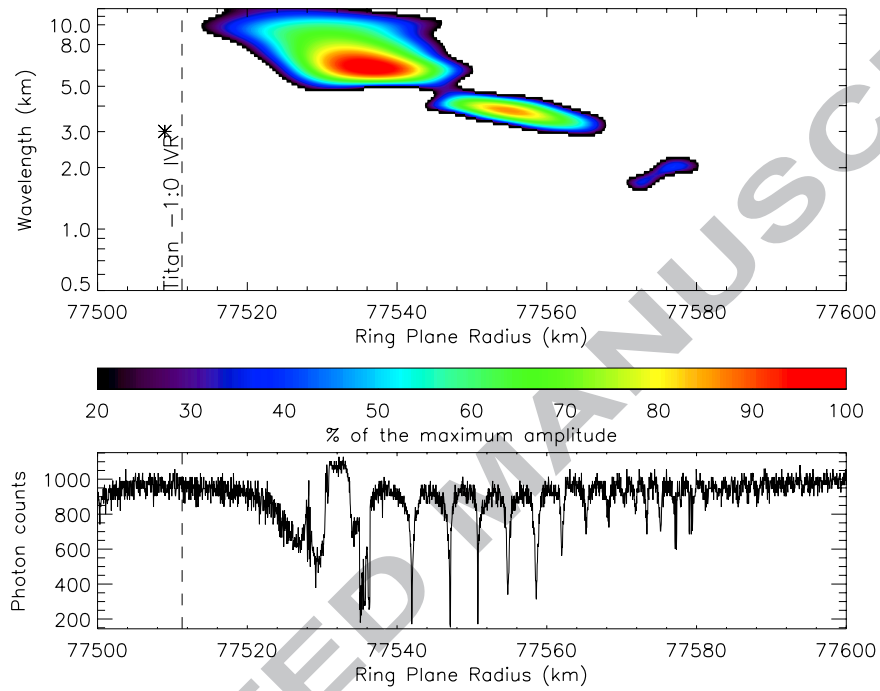 10.0
8.0
5.0
3.0
2.0
1.0
0.5
Wavelength (km)
Titan −1:0 IVR
77500 77520 77540 77560 77580 77600
Ring Plane Radius (km)
20 30 40 50 60 70 80 90 100
% of the maximum amplitude
1000
800
600
400
200
Photon counts
77500 77520 77540 77560 77580 77600
Ring Plane Radius (km)
TED MANUSC